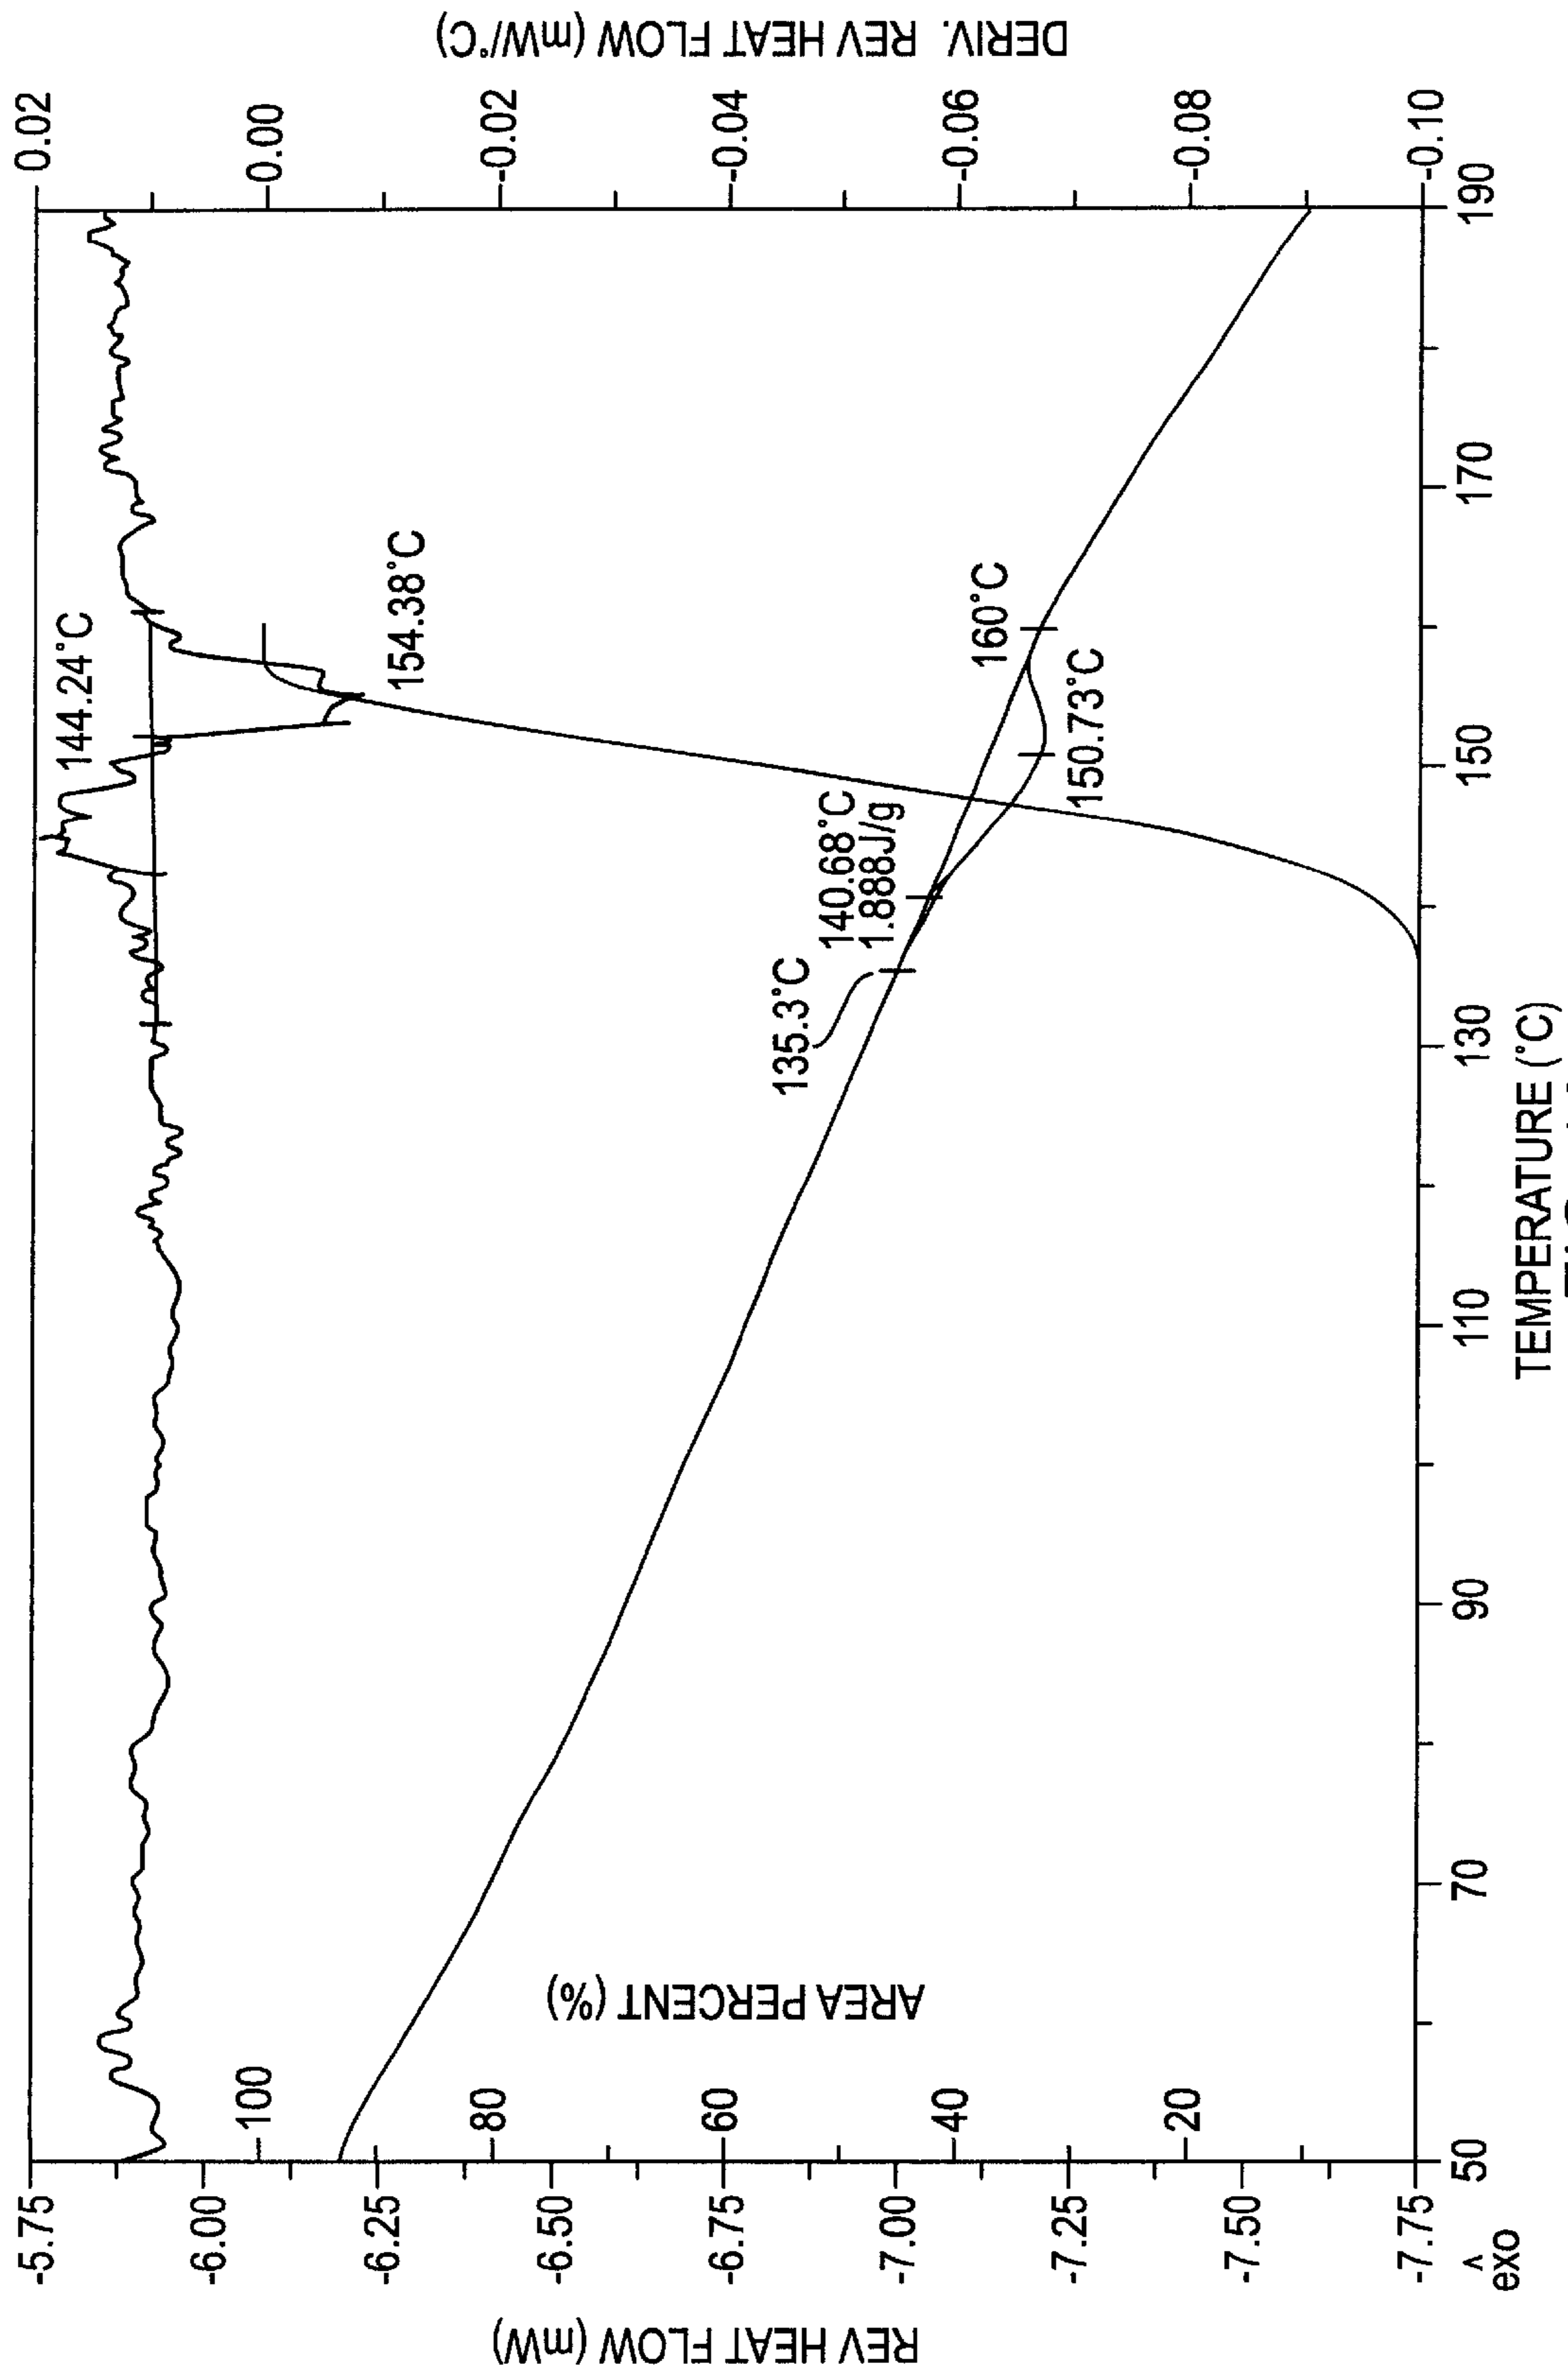 REV HEAT FLOW (mW)
-5.75
-6.00
-6.25
-6.50
-6.75
-7.00
-7.25
-7.50
-7.75
^
exo
AREA PERCENT (%)
100
80
60
40
20
144.24°C
154.38°C
135.3°C
140.68°C
1.888J/g
150.73°C
160°C
DERIV. REV HEAT FLOW (mW/°C)
0.02
0.00
-0.02
-0.04
-0.06
-0.08
-0.10
50
70
90
110
130
150
170
190
TEMPERATURE (°C)